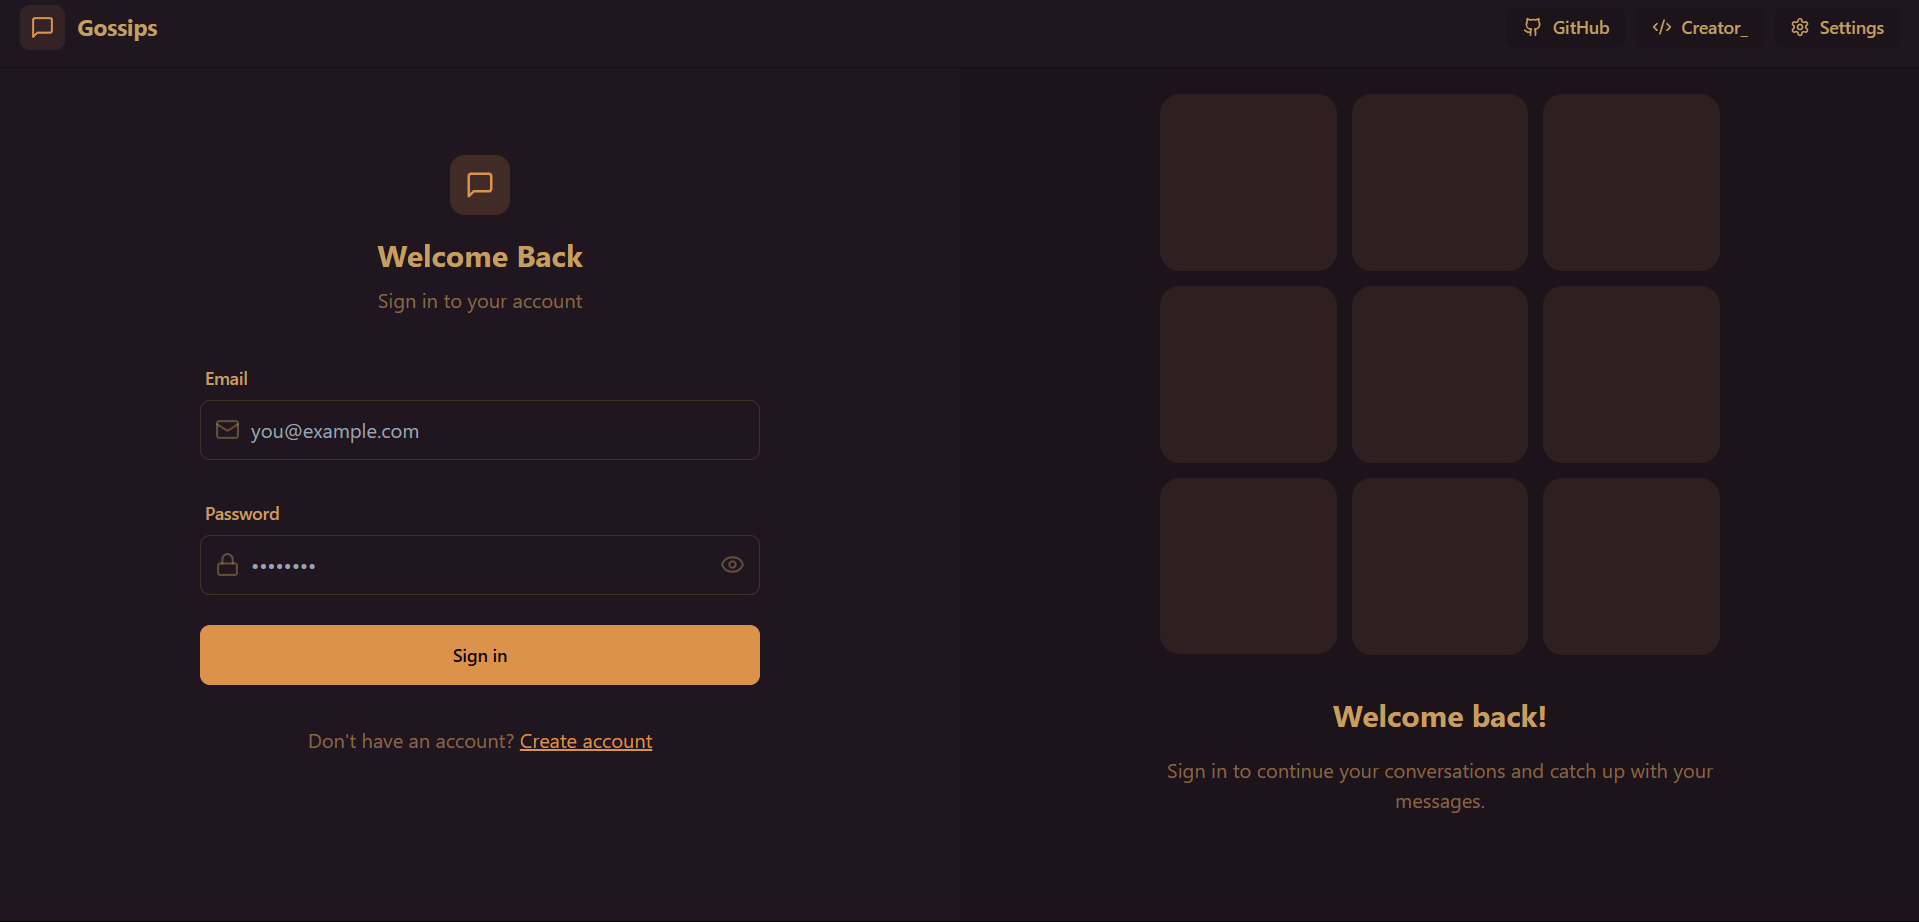 Gossips
GitHub
Creator_
Settings
Welcome Back
Sign in to your account
Email
you@example.com
Password
••••••••
Sign in
Don't have an account? Create account
Welcome back!
Sign in to continue your conversations and catch up with your
messages.